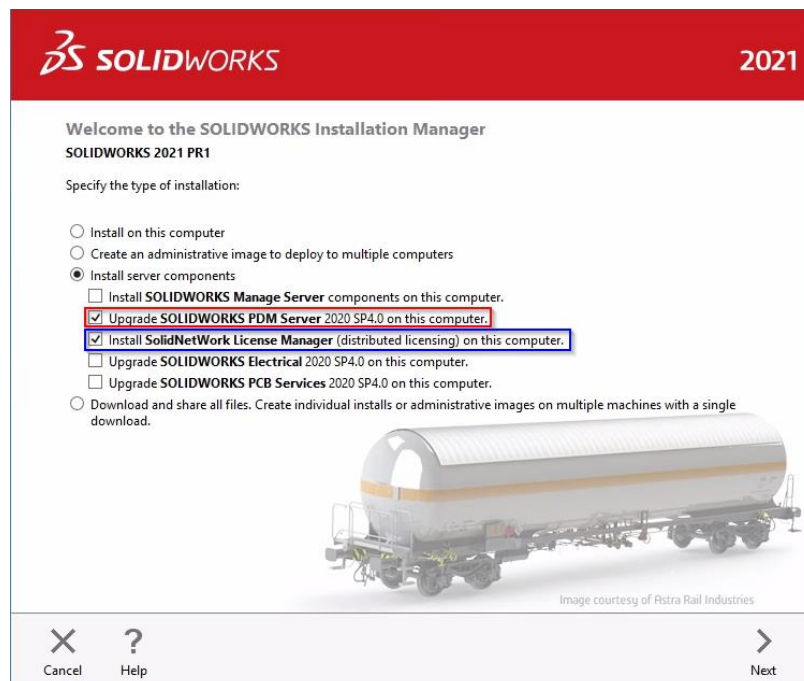 SOLIDWORKS 2021
Welcome to the SOLIDWORKS Installation Manager
SOLIDWORKS 2021 PR1
Specify the type of installation:
Install on this computer
Create an administrative image to deploy to multiple computers
Install server components
Install SOLIDWORKS Manage Server components on this computer.
Upgrade SOLIDWORKS PDM Server 2020 SP4.0 on this computer.
Install SolidNetWork License Manager (distributed licensing) on this computer.
Upgrade SOLIDWORKS Electrical 2020 SP4.0 on this computer.
Upgrade SOLIDWORKS PCB Services 2020 SP4.0 on this computer.
Download and share all files. Create individual installs or administrative images on multiple machines with a single
download.
Image courtesy of Astra Rail Industries
?
Cancel Help Next